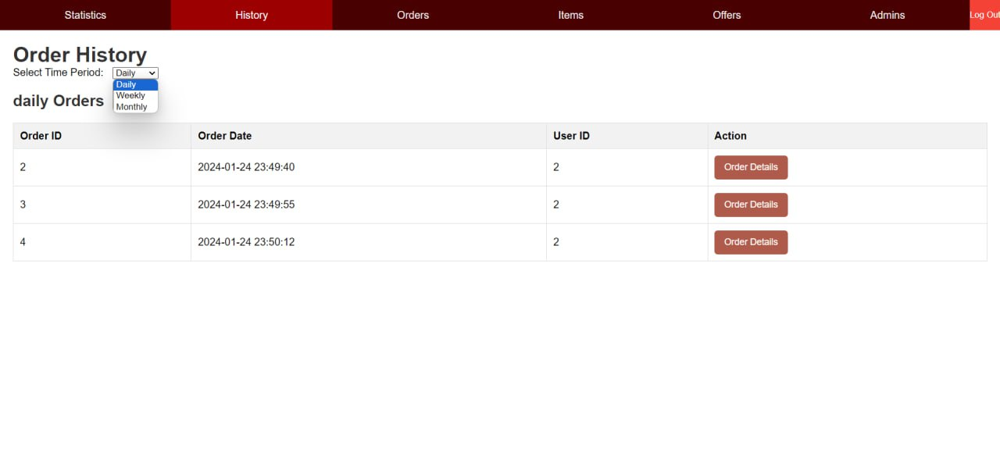 Statistics History Orders Items Offers Admins Log Out
Order History
Select Time Period: Daily
Daily
Weekly
Monthly
daily Orders
Order ID Order Date User ID Action
2 2024-01-24 23:49:40 2 Order Details
3 2024-01-24 23:49:55 2 Order Details
4 2024-01-24 23:50:12 2 Order Details